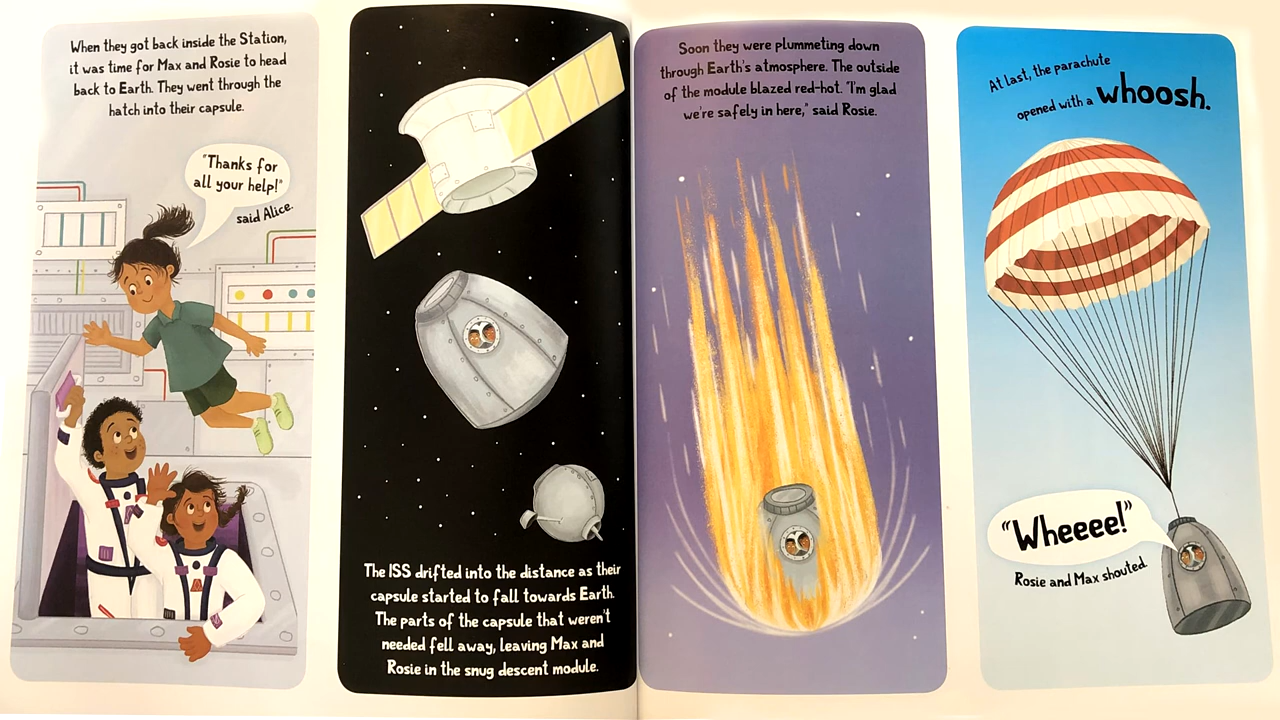 When they got back inside the Station,
it was time for Max and Rosie to head
back to Earth. They went through the
hatch into their capsule.
"Thanks for
all your help!"
said Alice.
The ISS drifted into the distance as their
capsule started to fall towards Earth.
The parts of the capsule that weren't
needed fell away, leaving Max and
Rosie in the snug descent module.
Soon they were plummeting down
through Earth's atmosphere. The outside
of the module blazed red-hot. "I'm glad
we're safely in here," said Rosie.
At last, the parachute
opened with a whoosh.
"Wheeee!"
Rosie and Max shouted.